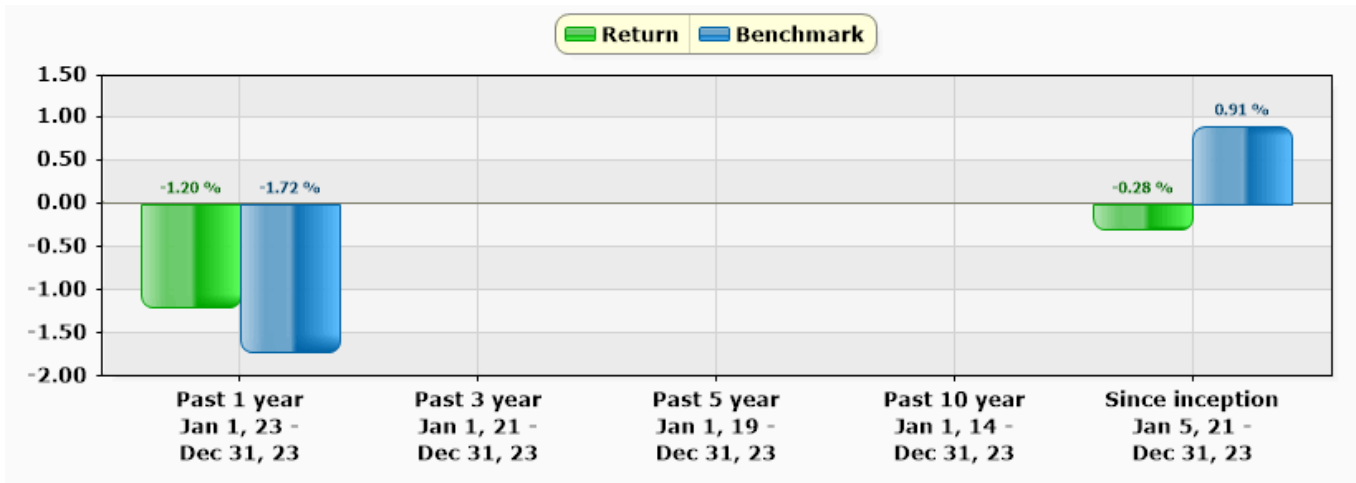 Return Benchmark
1.50
1.00
0.50
0.00
-0.50
-1.00
-1.50
-2.00
-1.20 % -1.72 % -0.28 % 0.91 %
Past 1 year Past 3 year Past 5 year Past 10 year Since inception
Jan 1, 23 - Jan 1, 21 - Jan 1, 19 - Jan 1, 14 - Jan 5, 21 -
Dec 31, 23 Dec 31, 23 Dec 31, 23 Dec 31, 23 Dec 31, 23